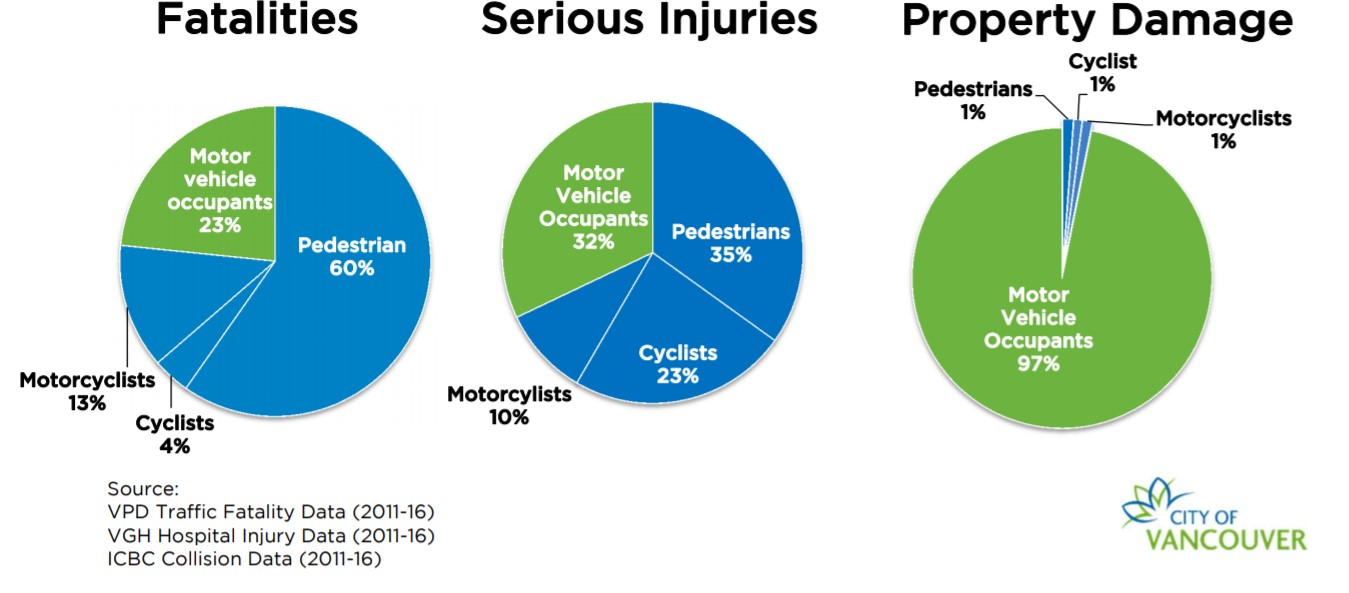 Fatalities
Motor
vehicle
occupants
23%
Pedestrian
60%
Motorcyclists
13%
Cyclists
4%
Serious Injuries
Motor
Vehicle
Occupants
32%
Pedestrians
35%
Cyclists
23%
Motorcylists
10%
Property Damage
Cyclist
1%
Pedestrians
1%
Motorcyclists
1%
Motor
Vehicle
Occupants
97%
Source:
VPD Traffic Fatality Data (2011-16)
VGH Hospital Injury Data (2011-16)
ICBC Collision Data (2011-16)
CITY OF
VANCOUVER